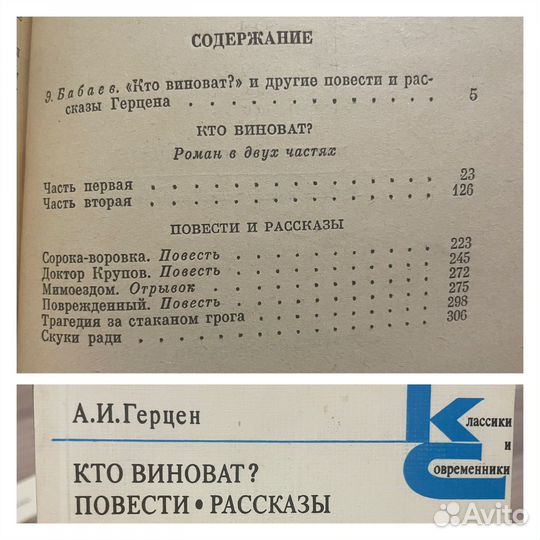 СОДЕРЖАНИЕ
Э. Бабаев. «Кто виноват?» и другие повести и рас-
сказы Герцена . . . . . . . . . . . . 5
КТО ВИНОВАТ?
Роман в двух частях
Часть первая . . . . . . . . . . . . . . 23
Часть вторая . . . . . . . . . . . . . . 126
ПОВЕСТИ И РАССКАЗЫ
Сорока-воровка. Повесть . . . . . . . . . 223
Доктор Крупов. Повесть . . . . . . . . . 245
Мимоездом. Отрывок . . . . . . . . . . 272
Поврежденный. Повесть . . . . . . . . . 275
Трагедия за стаканом грога . . . . . . . . 298
Скуки ради . . . . . . . . . . . . . . 306
А.И.Герцен
Классики
и
Современники
КТО ВИНОВАТ?
ПОВЕСТИ • РАССКАЗЫ
Avito